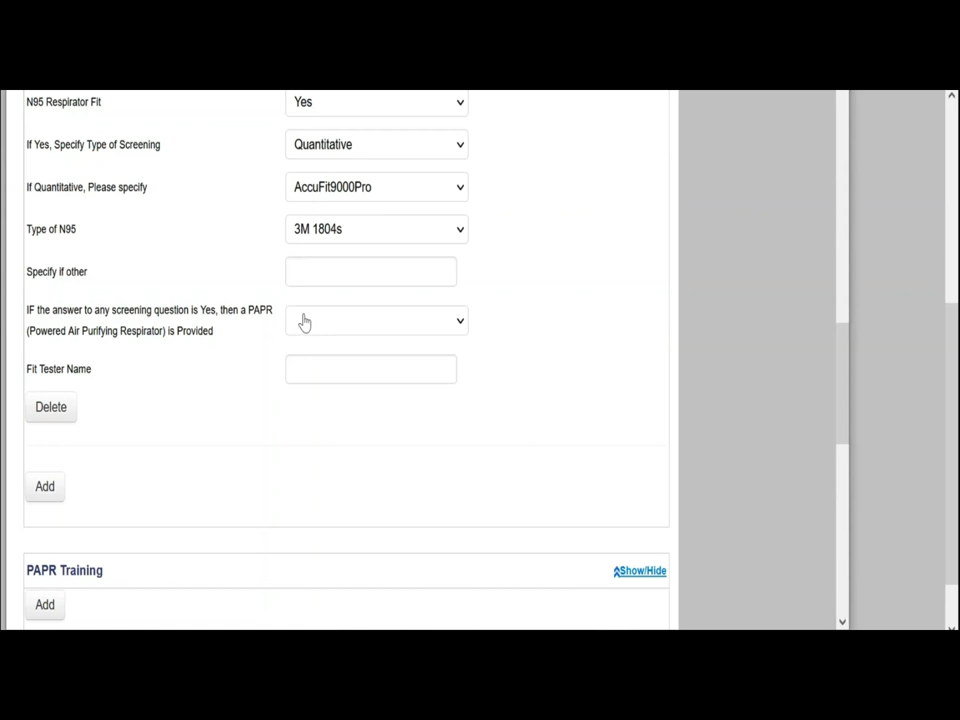 N95 Respirator Fit Yes
If Yes, Specify Type of Screening Quantitative
If Quantitative, Please specify AccuFit9000Pro
Type of N95 3M 1804s
Specify if other
IF the answer to any screening question is Yes, then a PAPR
(Powered Air Purifying Respirator) is Provided
Fit Tester Name
Delete
Add
PAPR Training Show/Hide
Add